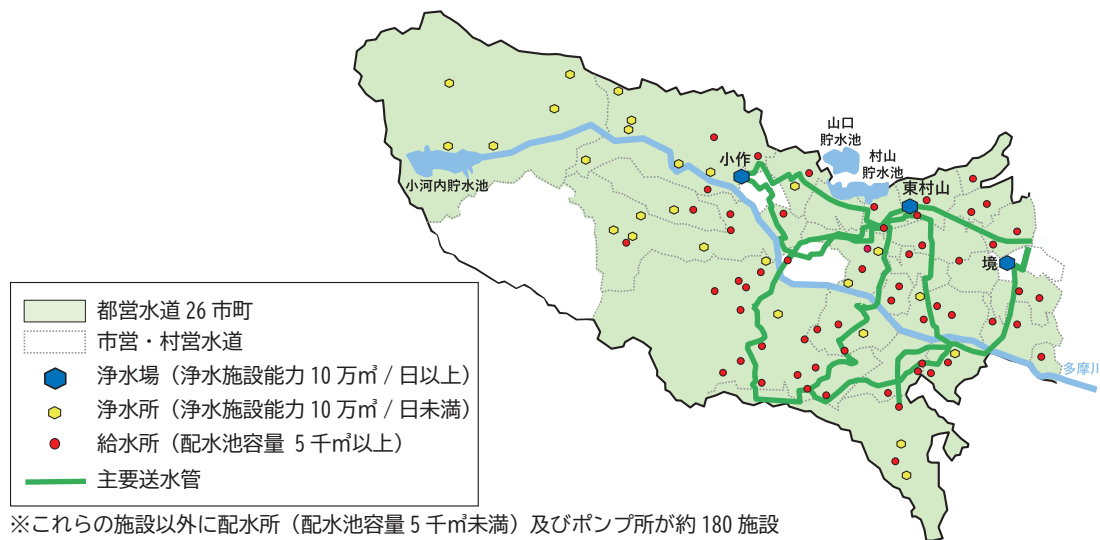 山口
貯水池
村山
貯水池
小作
東村山
小河内貯水池
境
多摩川
都営水道 26 市町
市営・村営水道
浄水場（浄水施設能力 10 万㎥ / 日以上）
浄水所（浄水施設能力 10 万㎥ / 日未満）
給水所（配水池容量 5 千㎥以上）
主要送水管
※これらの施設以外に配水所（配水池容量 5 千㎥未満）及びポンプ所が約 180 施設